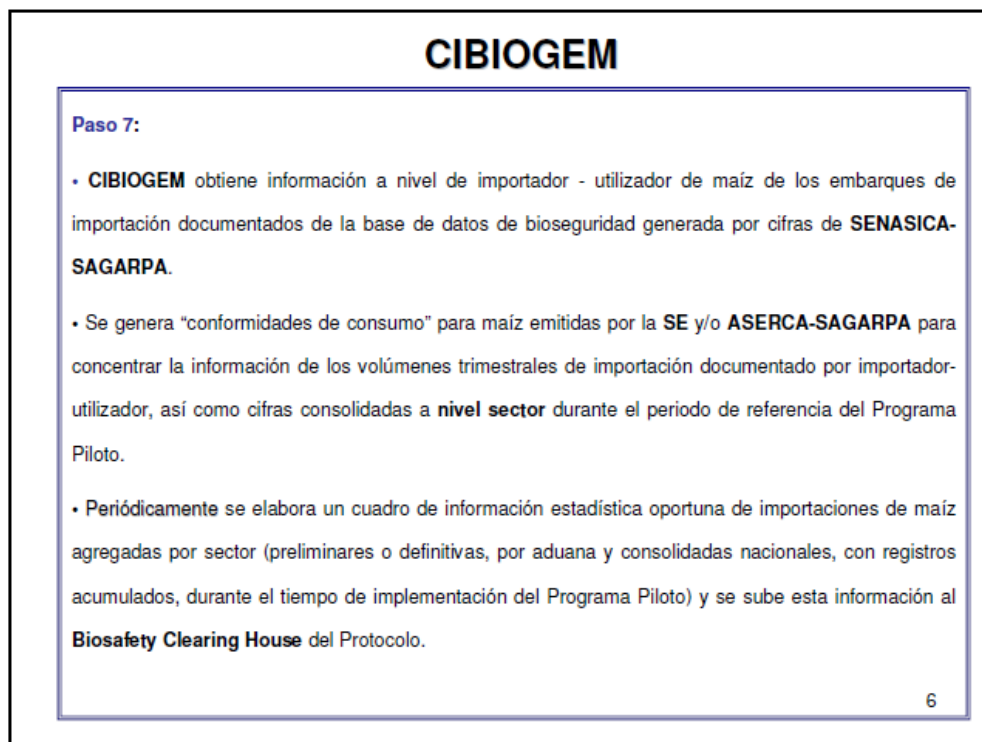 CIBIOGEM
Paso 7:
• CIBIOGEM obtiene información a nivel de importador - utilizador de maíz de los embarques de
importación documentados de la base de datos de bioseguridad generada por cifras de SENASICA-
SAGARPA.
• Se genera “conformidades de consumo” para maíz emitidas por la SE y/o ASERCA-SAGARPA para
concentrar la información de los volúmenes trimestrales de importación documentado por importador-
utilizador, así como cifras consolidadas a nivel sector durante el periodo de referencia del Programa
Piloto.
• Periódicamente se elabora un cuadro de información estadística oportuna de importaciones de maíz
agregadas por sector (preliminares o definitivas, por aduana y consolidadas nacionales, con registros
acumulados, durante el tiempo de implementación del Programa Piloto) y se sube esta información al
Biosafety Clearing House del Protocolo.
6